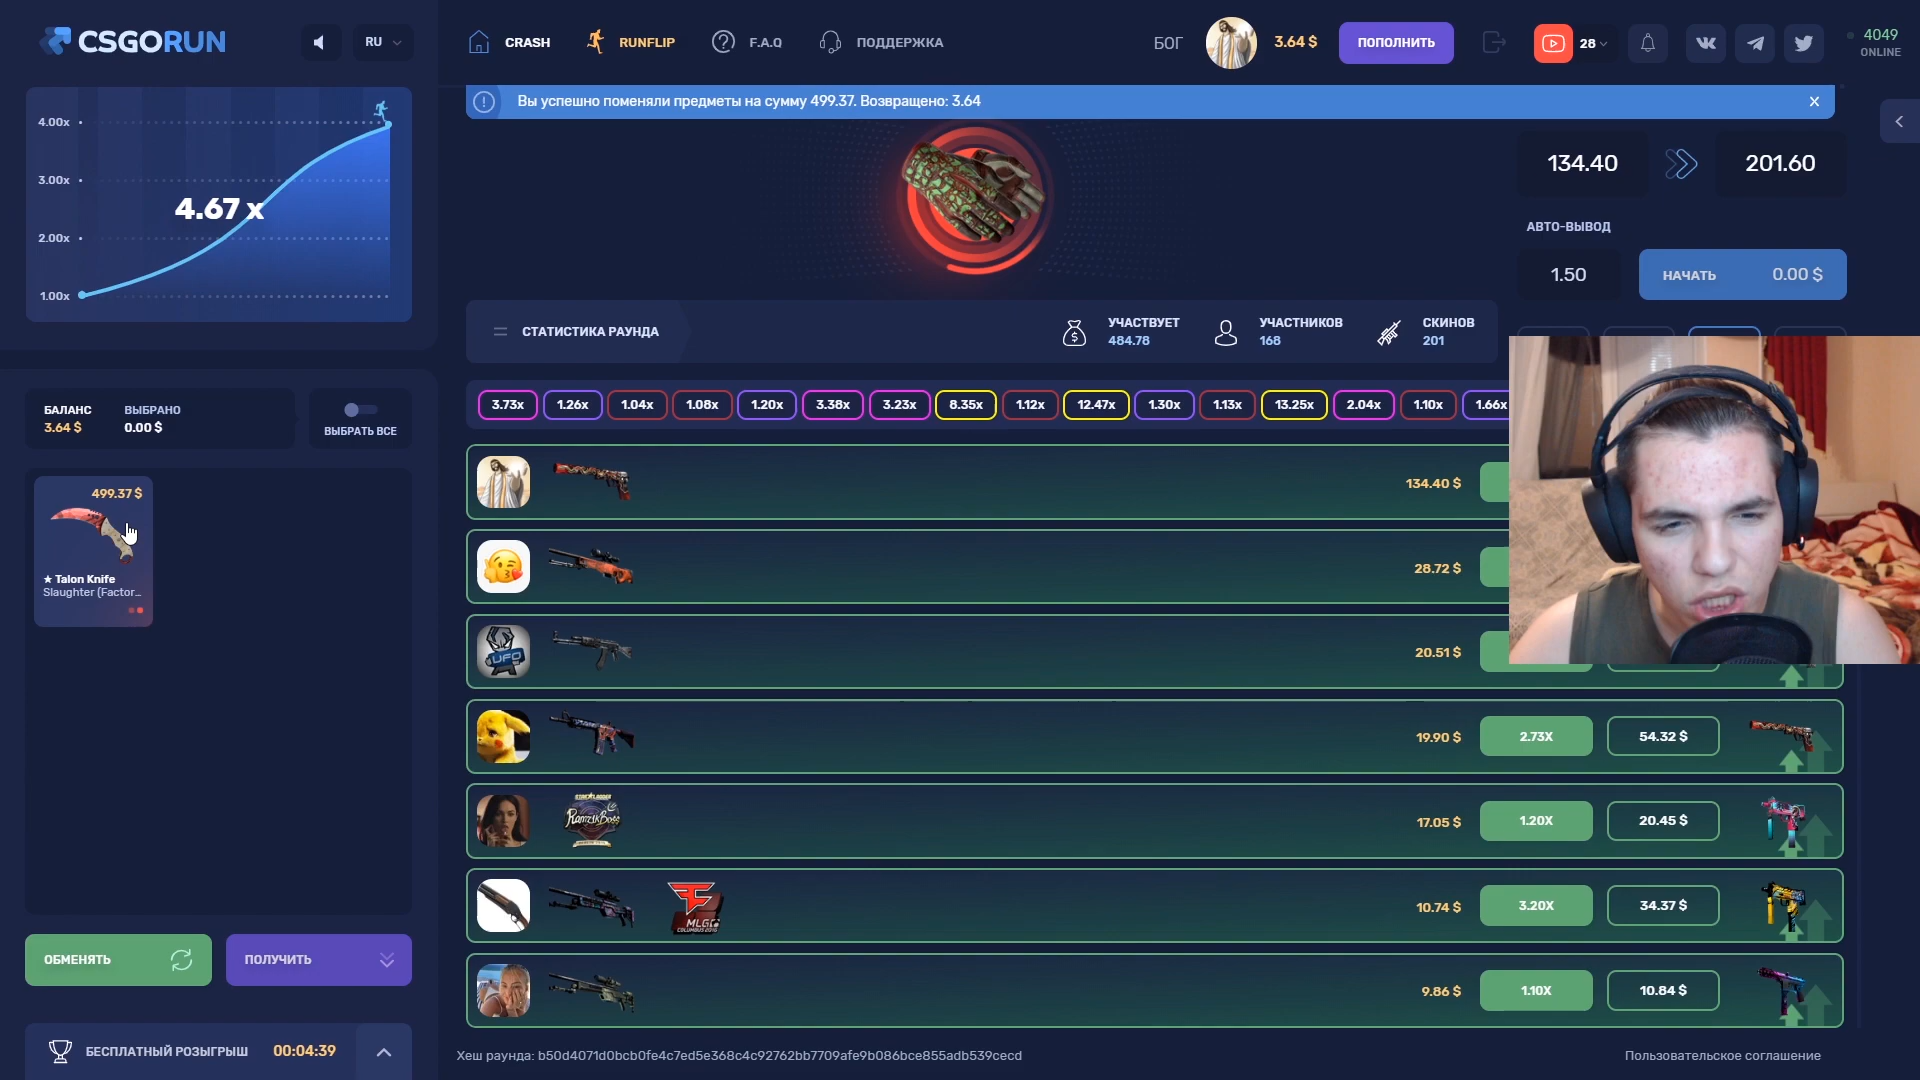 CSGORUN
RU
CRASH
RUNFLIP
F.A.Q
ПОДДЕРЖКА
БОГ
3.64 $
ПОПОЛНИТЬ
28
4049
ONLINE
Вы успешно поменяли предметы на сумму 499.37. Возвращено: 3.64
4.00x
3.00x
2.00x
1.00x
4.67 x
134.40
201.60
АВТО-ВЫВОД
1.50
НАЧАТЬ
0.00 $
СТАТИСТИКА РАУНДА
УЧАСТВУЕТ
484.78
УЧАСТНИКОВ
168
СКИНОВ
201
БАЛАНС
3.64 $
ВЫБРАНО
0.00 $
ВЫБРАТЬ ВСЕ
3.73x 1.26x 1.04x 1.08x 1.20x 3.38x 3.23x 8.35x 1.12x 12.47x 1.30x 1.13x 13.25x 2.04x 1.10x 1.66x
499.37 $
★ Talon Knife
Slaughter (Factor...
134.40 $
28.72 $
UFO
20.51 $
19.90 $
2.73X
54.32 $
RamzikBoss
17.05 $
1.20X
20.45 $
MLG
COLUMBUS 2016
10.74 $
3.20X
34.37 $
9.86 $
1.10X
10.84 $
ОБМЕНЯТЬ
ПОЛУЧИТЬ
БЕСПЛАТНЫЙ РОЗЫГРЫШ
00:04:39
Хеш раунда: b50d4071d0bcb0fe4c7ed5e368c4c92762bb7709afe9b086bce855adb539cecd
Пользовательское соглашение